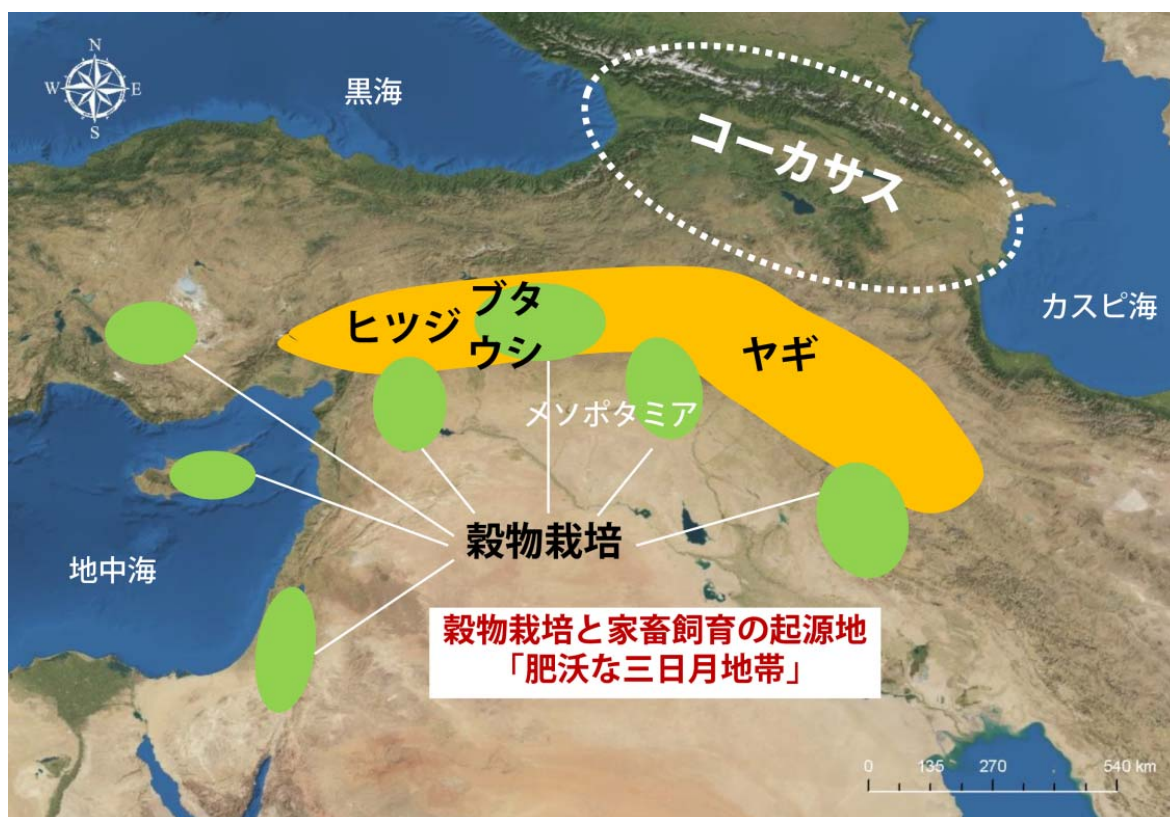 N
W E
S
黒海
コーカサス
カスピ海
ブタ
ヒツジ
ウシ
ヤギ
メソポタミア
穀物栽培
地中海
穀物栽培と家畜飼育の起源地
「肥沃な三日月地帯」
0 135 270 540 km